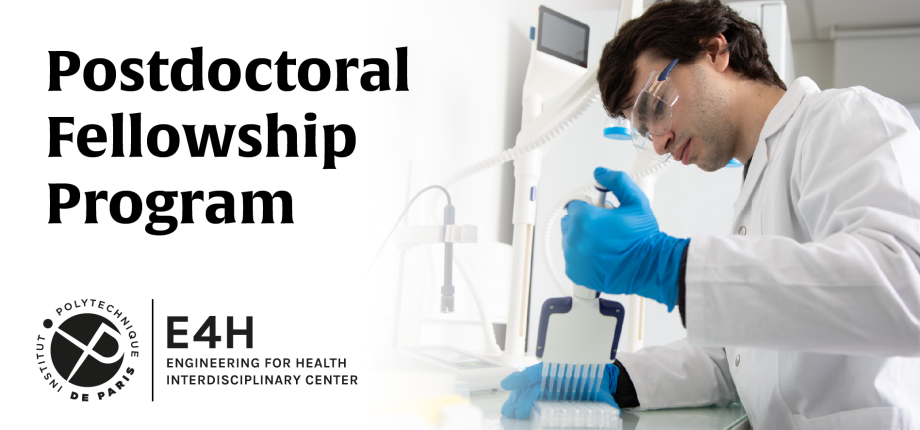 Postdoctoral
Fellowship
Program
INSTITUT POLYTECHNIQUE
DE PARIS
E4H
ENGINEERING FOR HEALTH
INTERDISCIPLINARY CENTER